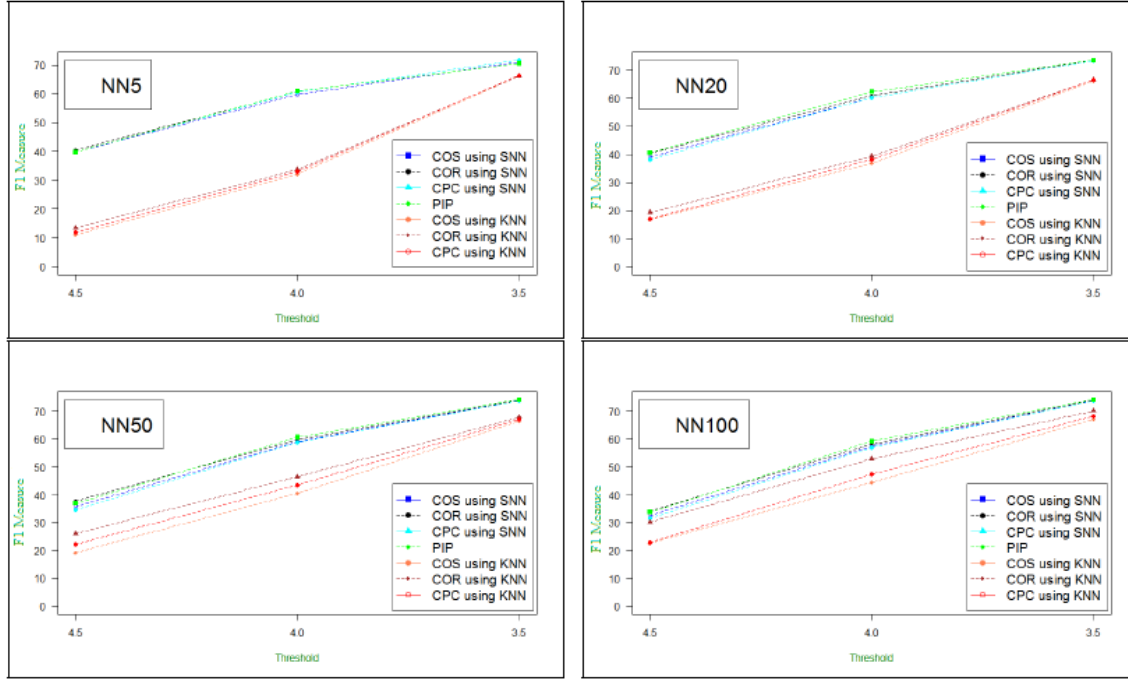 NN5
F1 Measure
70
60
50
40
30
20
10
0
COS using SNN
COR using SNN
CPC using SNN
PIP
COS using KNN
COR using KNN
CPC using KNN
4.5 4.0 3.5
Threshold
NN20
F1 Measure
70
60
50
40
30
20
10
0
COS using SNN
COR using SNN
CPC using SNN
PIP
COS using KNN
COR using KNN
CPC using KNN
4.5 4.0 3.5
Threshold
NN50
F1 Measure
70
60
50
40
30
20
10
0
COS using SNN
COR using SNN
CPC using SNN
PIP
COS using KNN
COR using KNN
CPC using KNN
4.5 4.0 3.5
Threshold
NN100
F1 Measure
70
60
50
40
30
20
10
0
COS using SNN
COR using SNN
CPC using SNN
PIP
COS using KNN
COR using KNN
CPC using KNN
4.5 4.0 3.5
Threshold